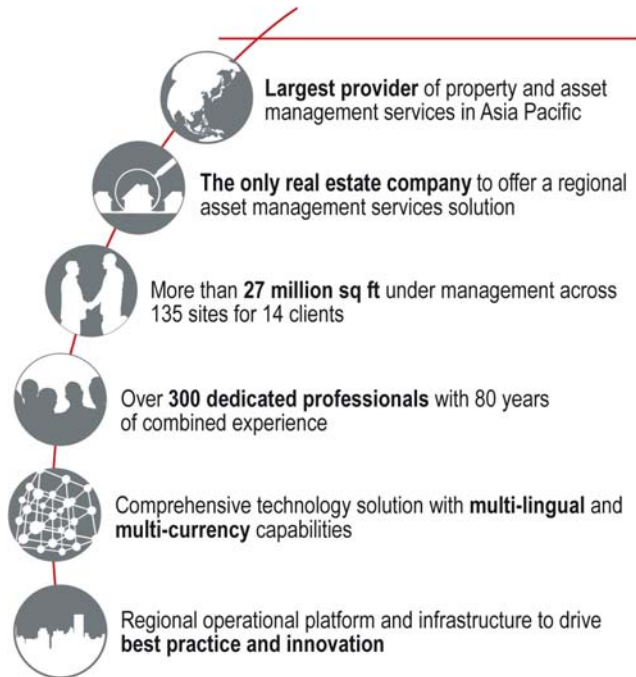 Largest provider of property and asset
management services in Asia Pacific
The only real estate company to offer a regional
asset management services solution
More than 27 million sq ft under management across
135 sites for 14 clients
Over 300 dedicated professionals with 80 years
of combined experience
Comprehensive technology solution with multi-lingual and
multi-currency capabilities
Regional operational platform and infrastructure to drive
best practice and innovation